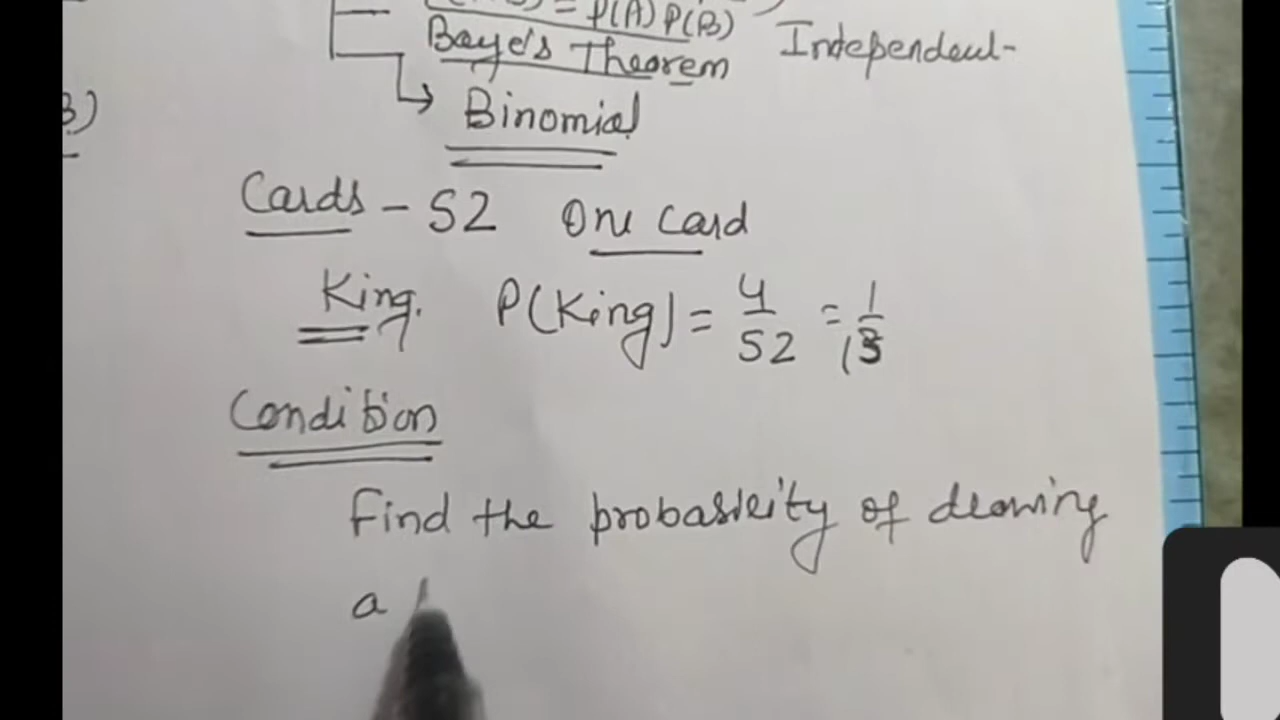 = P(A) P(B)
Baye's Theorem Independent
Binomial
B)
Cards - 52 One Card
King. P(King) = 4/52 = 1/13
Condition
Find the probability of drawing
a